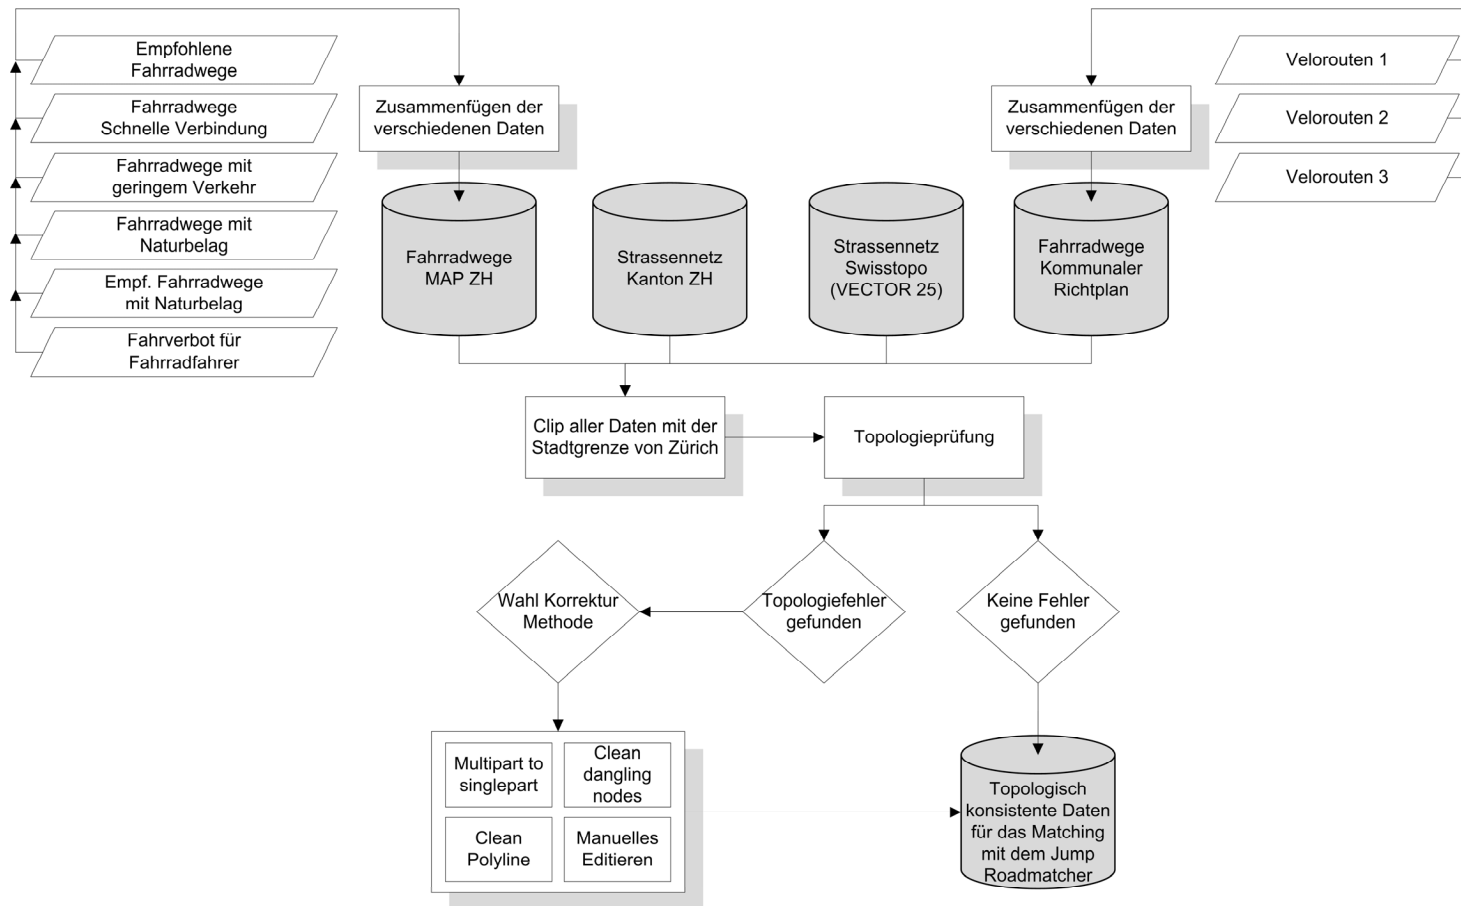 Empfohlene
Fahrradwege
Fahrradwege
Schnelle Verbindung
Fahrradwege mit
geringem Verkehr
Fahrradwege mit
Naturbelag
Empf. Fahrradwege
mit Naturbelag
Fahrverbot für
Fahrradfahrer
Zusammenfügen der
verschiedenen Daten
Zusammenfügen der
verschiedenen Daten
Velorouten 1
Velorouten 2
Velorouten 3
Fahrradwege
MAP ZH
Strassennetz
Kanton ZH
Strassennetz
Swisstopo
(VECTOR 25)
Fahrradwege
Kommunaler
Richtplan
Clip aller Daten mit der
Stadtgrenze von Zürich
Topologieprüfung
Wahl Korrektur
Methode
Topologiefehler
gefunden
Keine Fehler
gefunden
Multipart to
singlepart
Clean
dangling
nodes
Clean
Polyline
Manuelles
Editieren
Topologisch
konsistente Daten
für das Matching
mit dem Jump
Roadmatcher